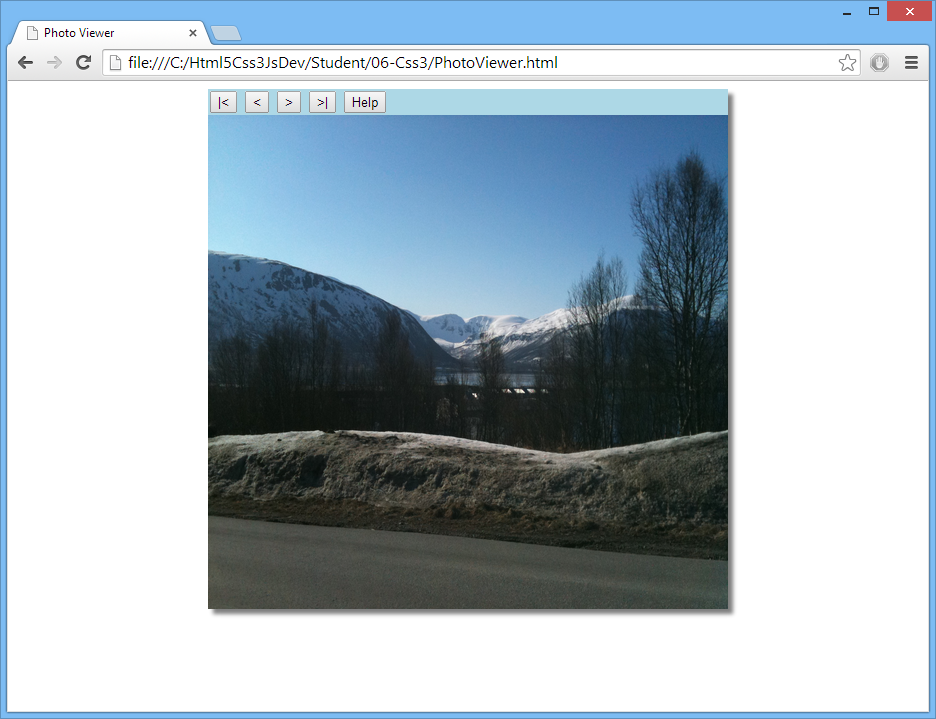 Photo Viewer
file:///C:/Html5Css3JsDev/Student/06-Css3/PhotoViewer.html
|< < > >| Help